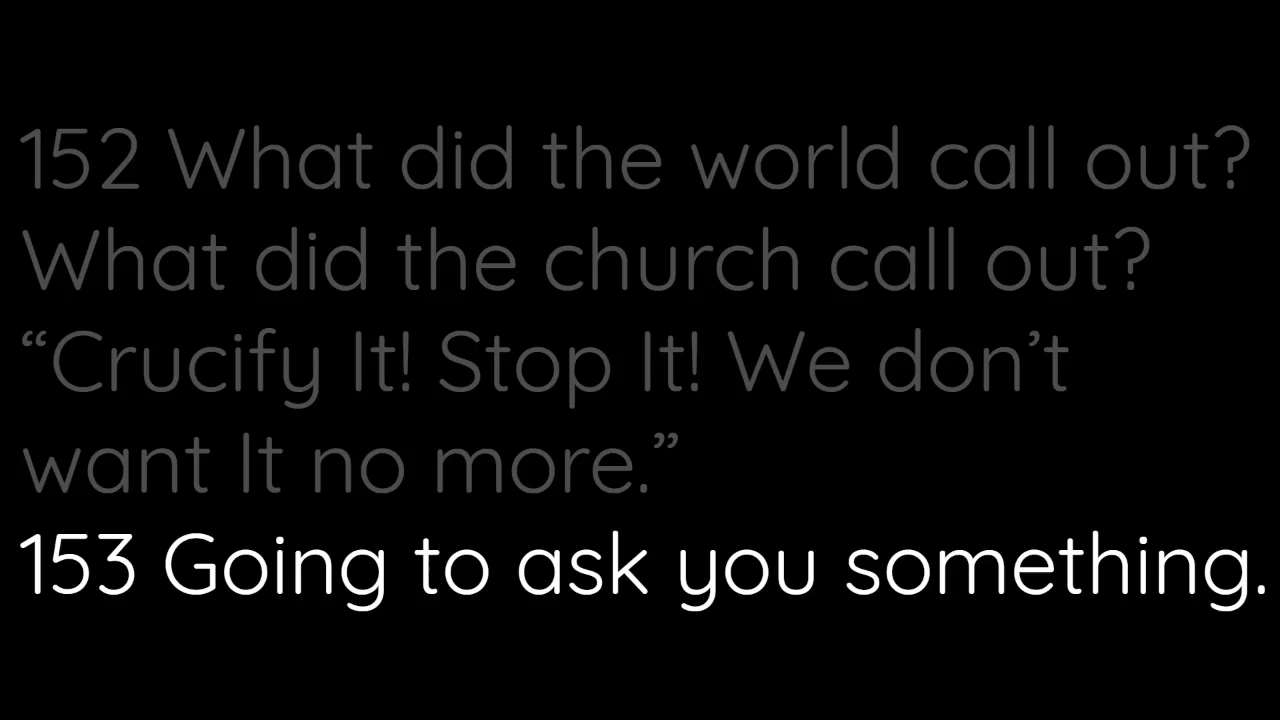 152 What did the world call out?
What did the church call out?
“Crucify It! Stop It! We don’t
want It no more.”
153 Going to ask you something.